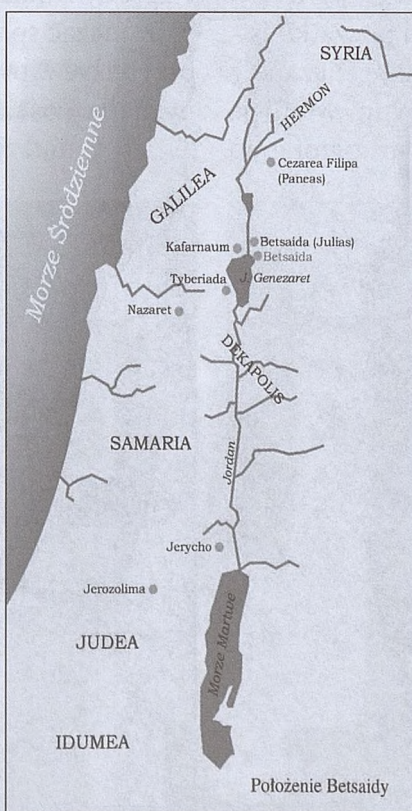 SYRIA
HERMON
Cezarea Filipa
(Paneas)
Morze Śródziemne
GALILEA
Kafarnaum
Betsaida (Julias)
Betsaida
J. Genezaret
Tyberiada
Nazaret
DEKAPOLIS
SAMARIA
Jordan
Jerycho
Jerozolima
Morze Martwe
JUDEA
IDUMEA
Położenie Betsaidy